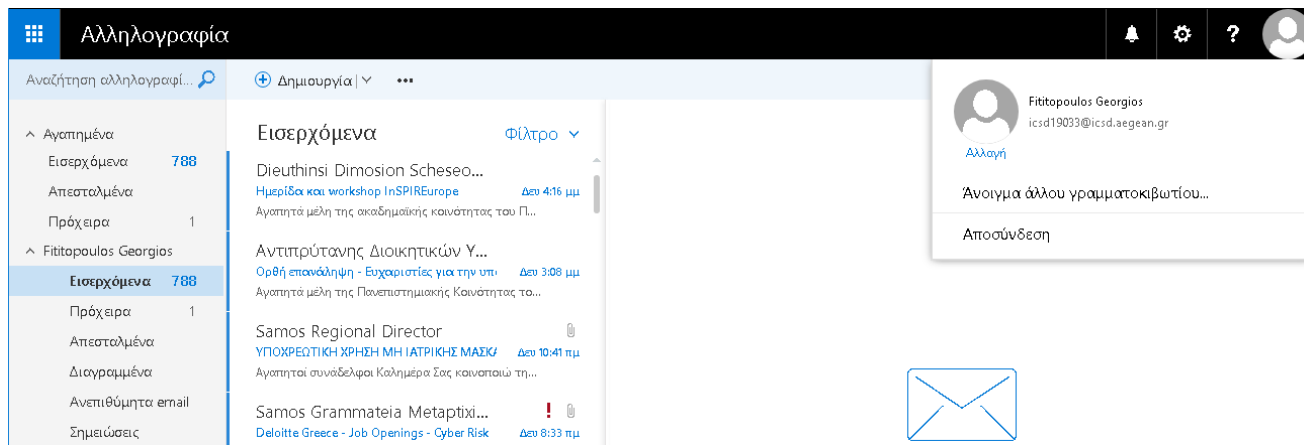 Αλληλογραφία
?
Αναζήτηση αλληλογραφί...
Δημιουργία | ...
Αγαπημένα
Εισερχόμενα 788
Απεσταλμένα
Πρόχειρα 1
Fititopoulos Georgios
Εισερχόμενα 788
Πρόχειρα 1
Απεσταλμένα
Διαγραμμένα
Ανεπιθύμητα email
Σημειώσεις
Εισερχόμενα Φίλτρο
Dieuthinsi Dimosion Scheseo...
Ημερίδα και workshop InSPIREurope Δευ 4:16 μμ
Αγαπητά μέλη της ακαδημαϊκής κοινότητας του Π...
Αντιπρύτανης Διοικητικών Υ...
Ορθή επανάληψη - Ευχαριστίες για την υπ Δευ 3:08 μμ
Αγαπητά μέλη της Πανεπιστημιακής Κοινότητας το...
Samos Regional Director
ΥΠΟΧΡΕΩΤΙΚΗ ΧΡΗΣΗ ΜΗ ΙΑΤΡΙΚΗΣ ΜΑΣΚΑ Δευ 10:41 πμ
Αγαπητοί συνάδελφοι Καλημέρα Σας κοινοποιώ τη...
Samos Grammateia Metaptixi... !
Deloitte Greece - Job Openings - Cyber Risk Δευ 8:33 πμ
Fititopoulos Georgios
icsd19033@icsd.aegean.gr
Αλλαγή
Άνοιγμα άλλου γραμματοκιβωτίου...
Αποσύνδεση